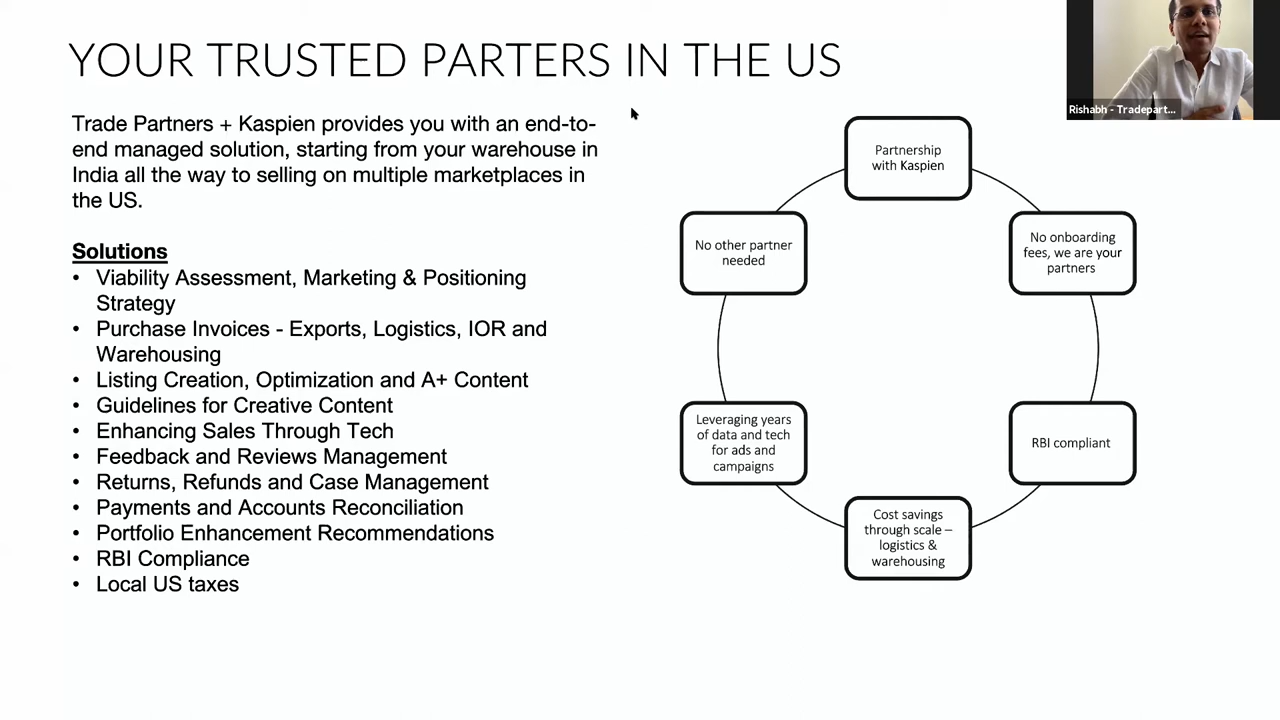 YOUR TRUSTED PARTERS IN THE US
Rishabh - Tradepart...
Trade Partners + Kaspien provides you with an end-to-
end managed solution, starting from your warehouse in
India all the way to selling on multiple marketplaces in
the US.
Solutions
• Viability Assessment, Marketing & Positioning
Strategy
• Purchase Invoices - Exports, Logistics, IOR and
Warehousing
• Listing Creation, Optimization and A+ Content
• Guidelines for Creative Content
• Enhancing Sales Through Tech
• Feedback and Reviews Management
• Returns, Refunds and Case Management
• Payments and Accounts Reconciliation
• Portfolio Enhancement Recommendations
• RBI Compliance
• Local US taxes
Partnership
with Kaspien
No onboarding
fees, we are your
partners
RBI compliant
Cost savings
through scale –
logistics &
warehousing
Leveraging years
of data and tech
for ads and
campaigns
No other partner
needed